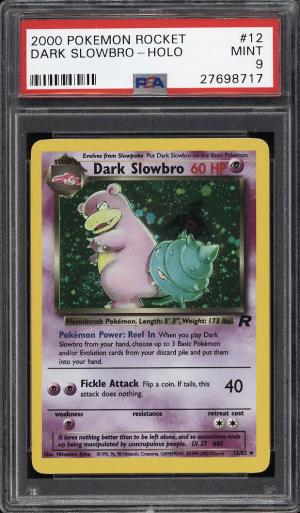 2000 POKEMON ROCKET #12
DARK SLOWBRO - HOLO MINT
9
PSA 27698717
Evolves from Slowpoke Put Dark Slowbro on the Basic Pokémon
STAGE 1
Dark Slowbro 60 HP
Hermitcrab Pokémon. Length: 5' 3", Weight: 173 lbs.
R
Pokémon Power: Reel In When you play Dark
Slowbro from your hand, choose up to 3 Basic Pokémon
and/or Evolution cards from your discard pile and put them
into your hand.
Fickle Attack Flip a coin. If tails, this 40
attack does nothing.
weakness resistance retreat cost
It loves nothing better than to be left alone, and so sometimes ends
up being manipulated by unscrupulous people. LV. 27 #80
Illus. Mitsuhiro Arita 12/82